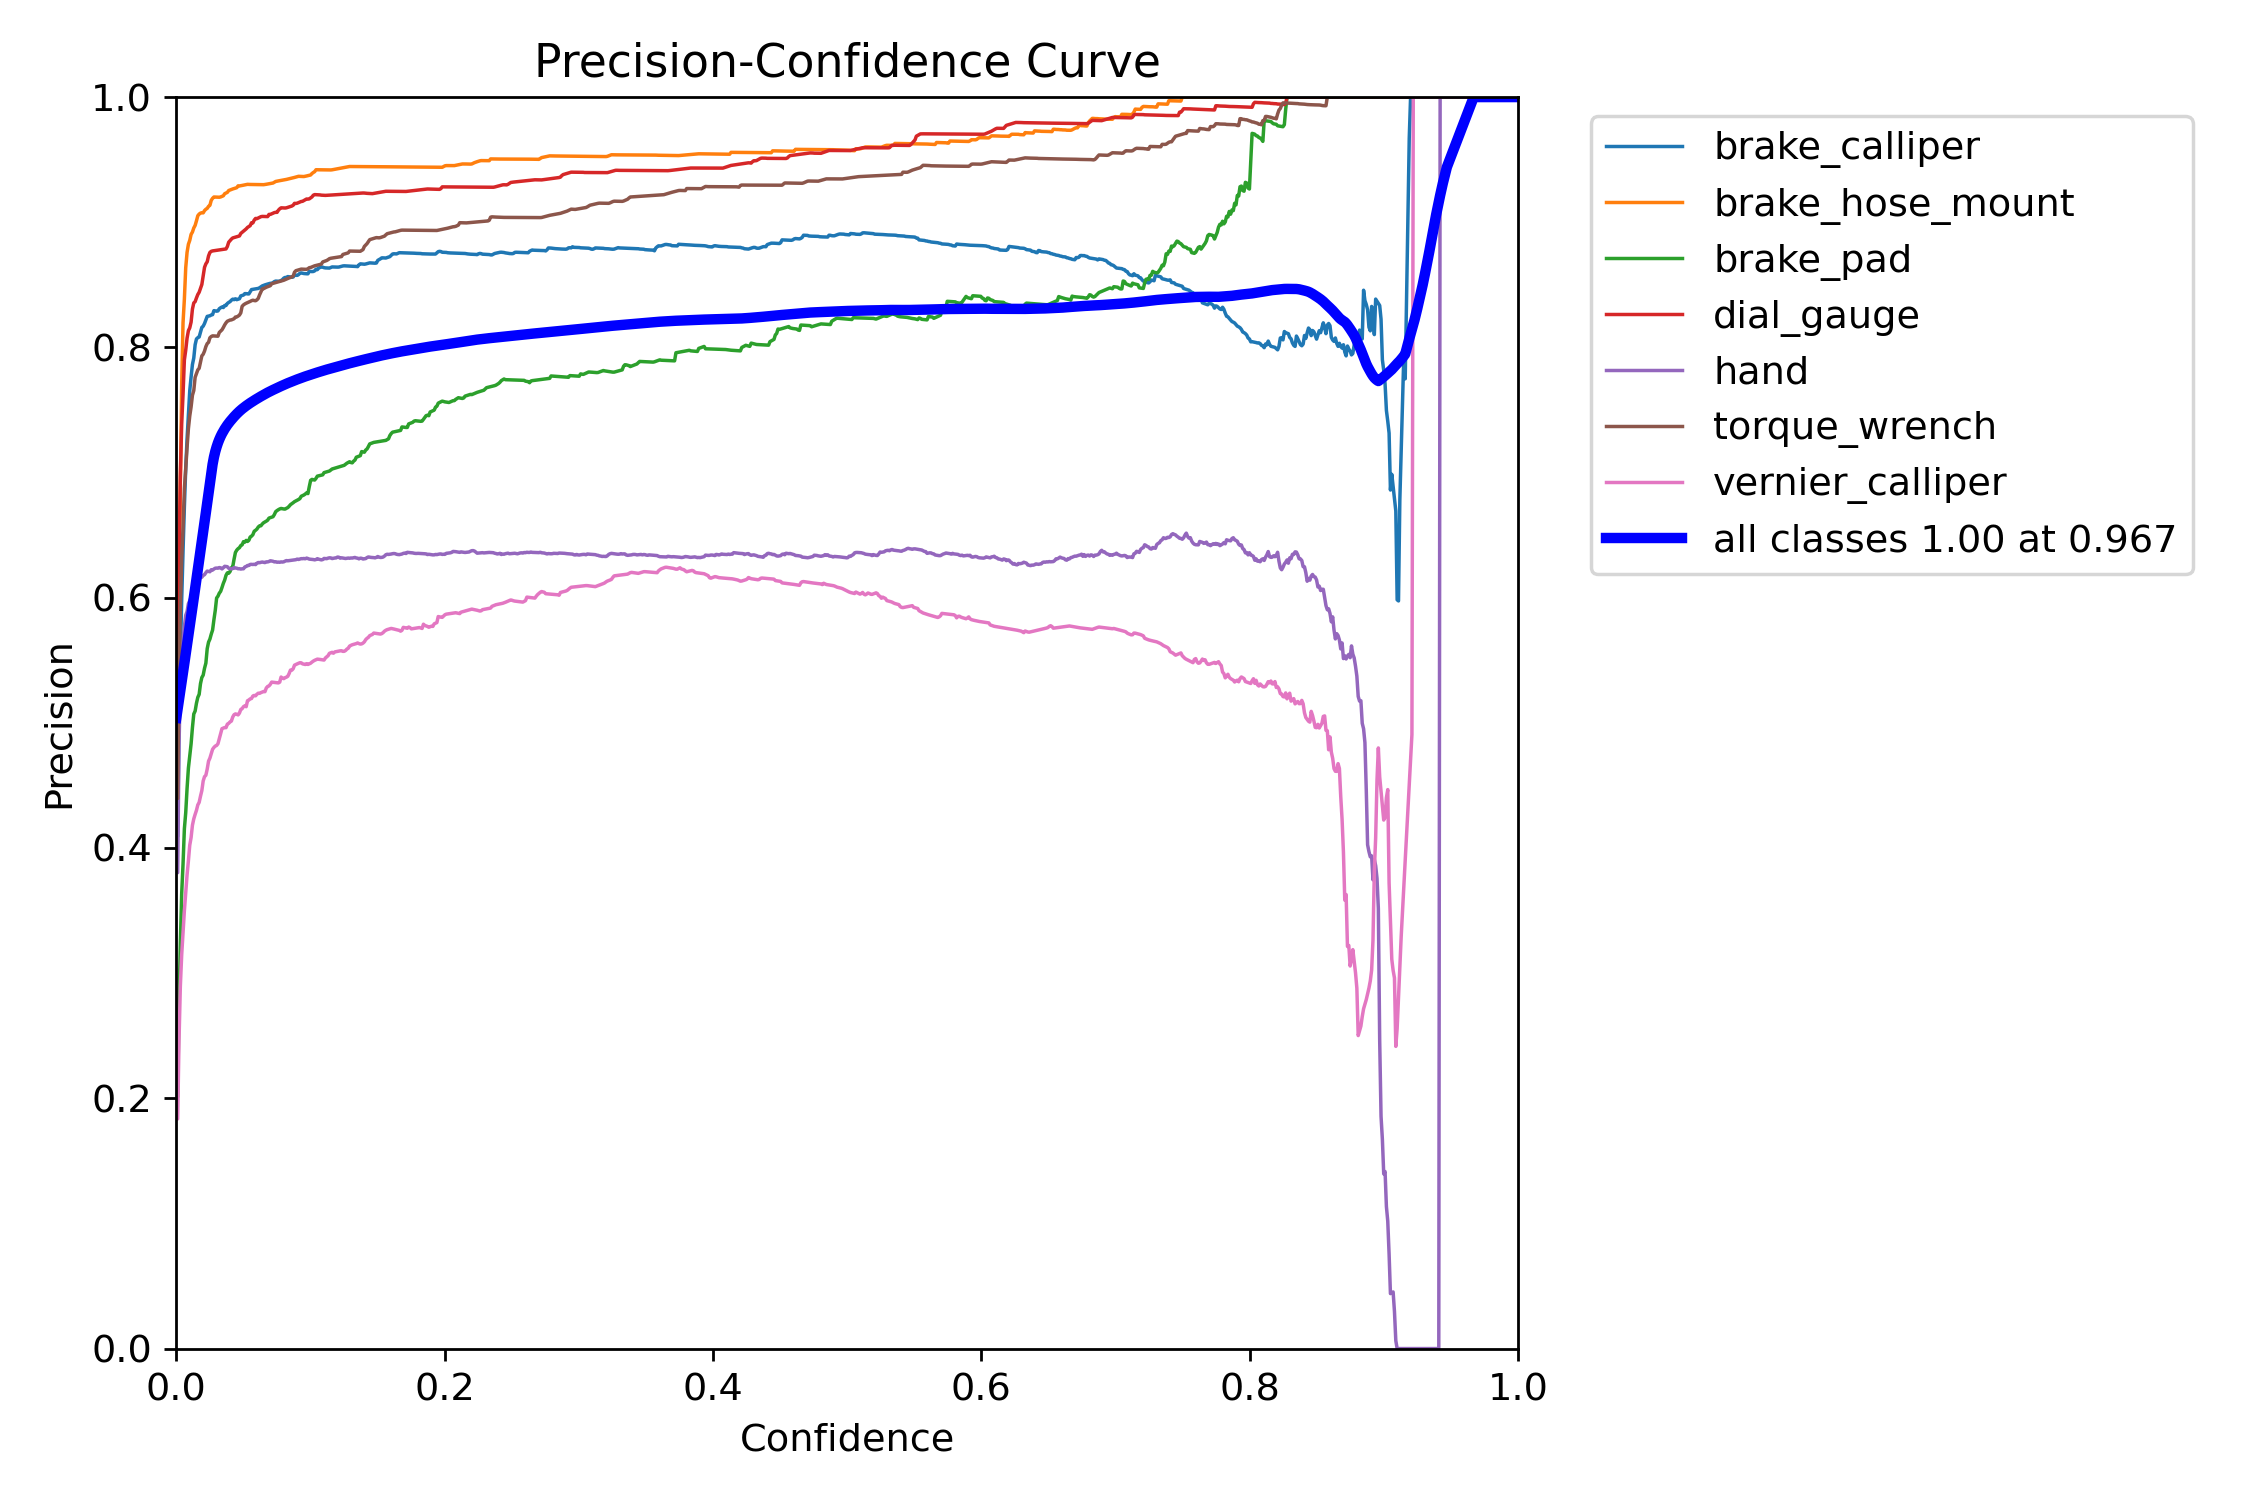 Precision-Confidence Curve
1.0
0.8
0.6
0.4
0.2
0.0
Precision
0.0 0.2 0.4 0.6 0.8 1.0
Confidence
brake_calliper
brake_hose_mount
brake_pad
dial_gauge
hand
torque_wrench
vernier_calliper
all classes 1.00 at 0.967